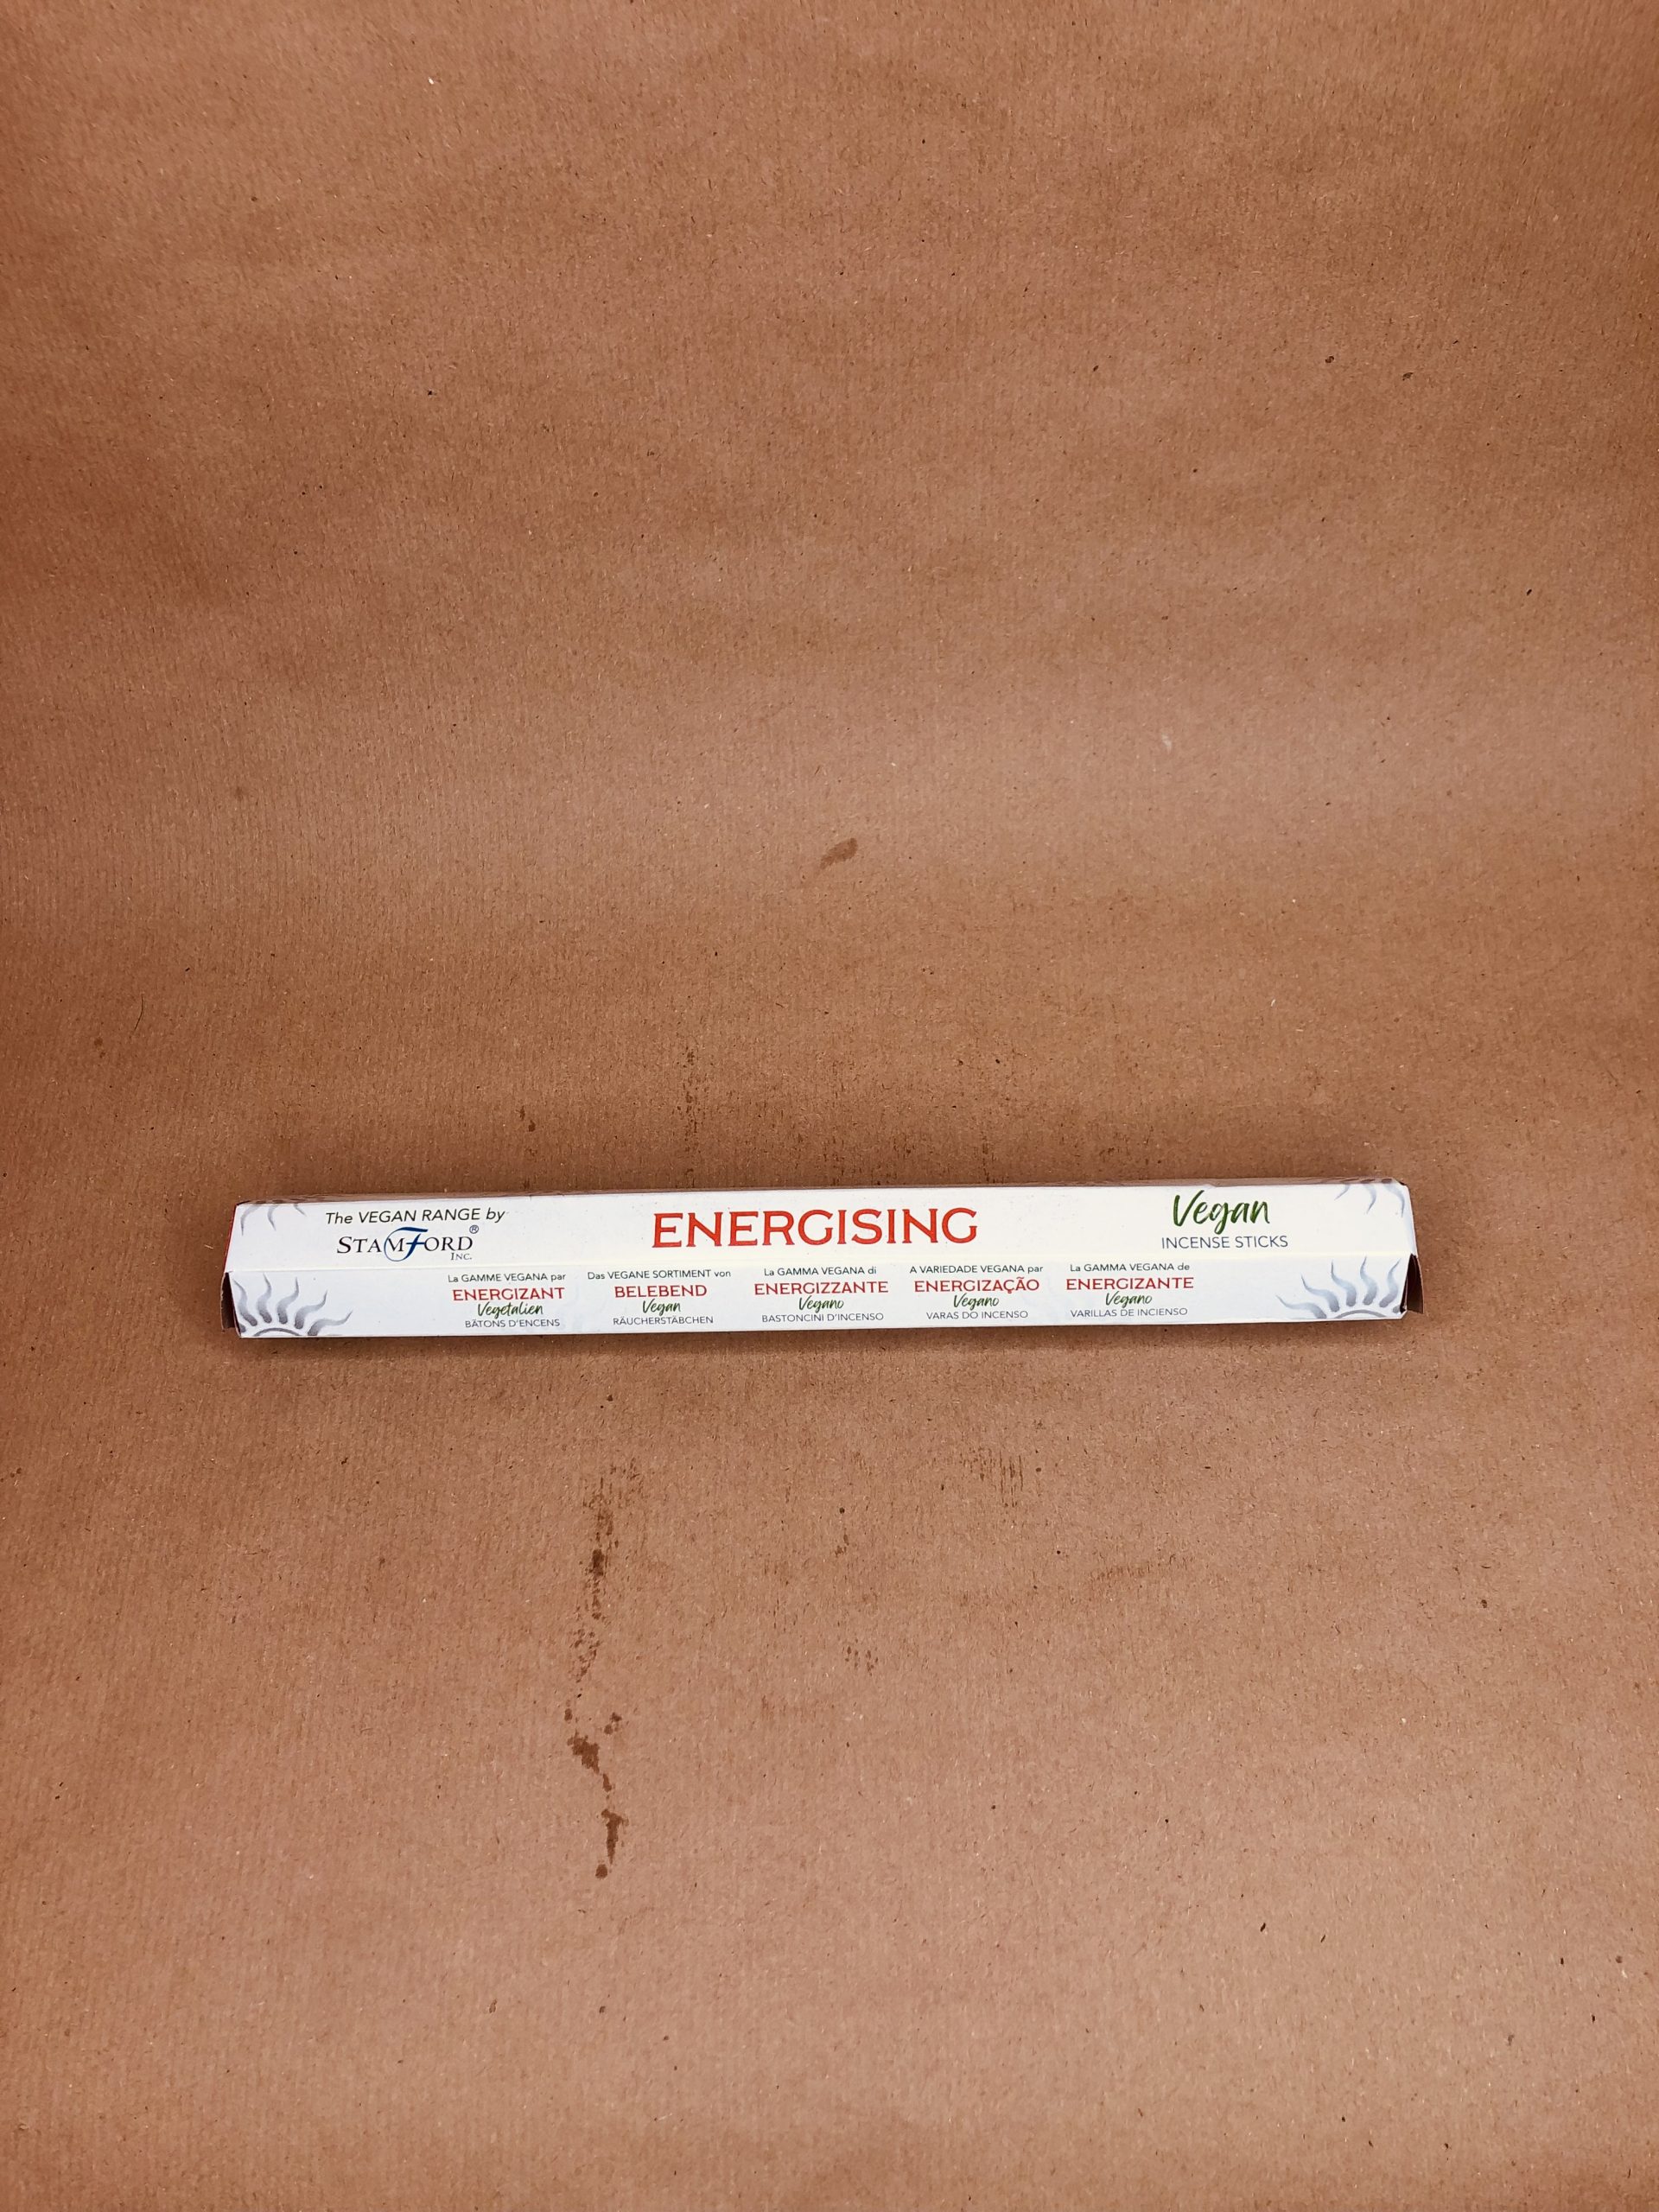 The VEGAN RANGE by
STAMFORD®
INC.
ENERGISING
Vegan
INCENSE STICKS
La GAMME VEGANA par
ENERGIZANT
Vegetalien
BÂTONS D'ENCENS
Das VEGANE SORTIMENT von
BELEBEND
Vegan
RÄUCHERSTÄBCHEN
La GAMMA VEGANA di
ENERGIZZANTE
Vegano
BASTONCINI D'INCENSO
A VARIEDADE VEGANA par
ENERGIZAÇÃO
Vegano
VARAS DO INCENSO
La GAMMA VEGANA de
ENERGIZANTE
Vegano
VARILLAS DE INCIENSO